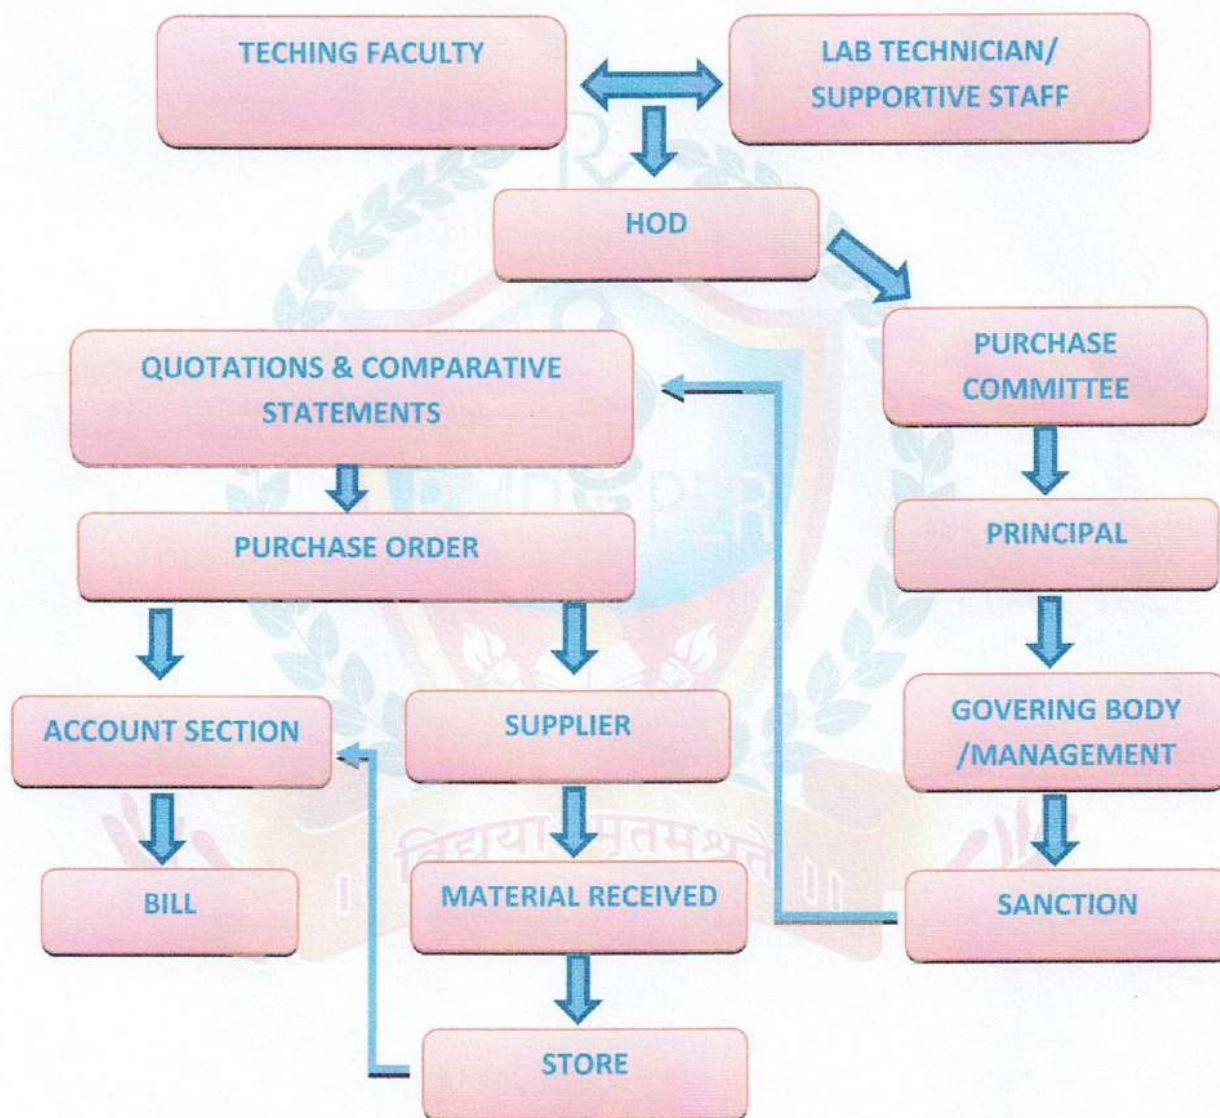 TECHING FACULTY
LAB TECHNICIAN/
SUPPORTIVE STAFF
HOD
PURCHASE
COMMITTEE
QUOTATIONS & COMPARATIVE
STATEMENTS
PURCHASE ORDER
PRINCIPAL
ACCOUNT SECTION
SUPPLIER
GOVERING BODY
/MANAGEMENT
BILL
MATERIAL RECEIVED
SANCTION
STORE